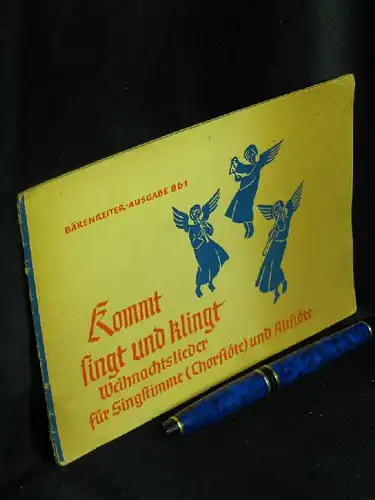 BÄRENREITER-AUSGABE 861
Kommt
singt und klingt
Weihnachtslieder
für Singstimme (Chorflöte) und Altflöte